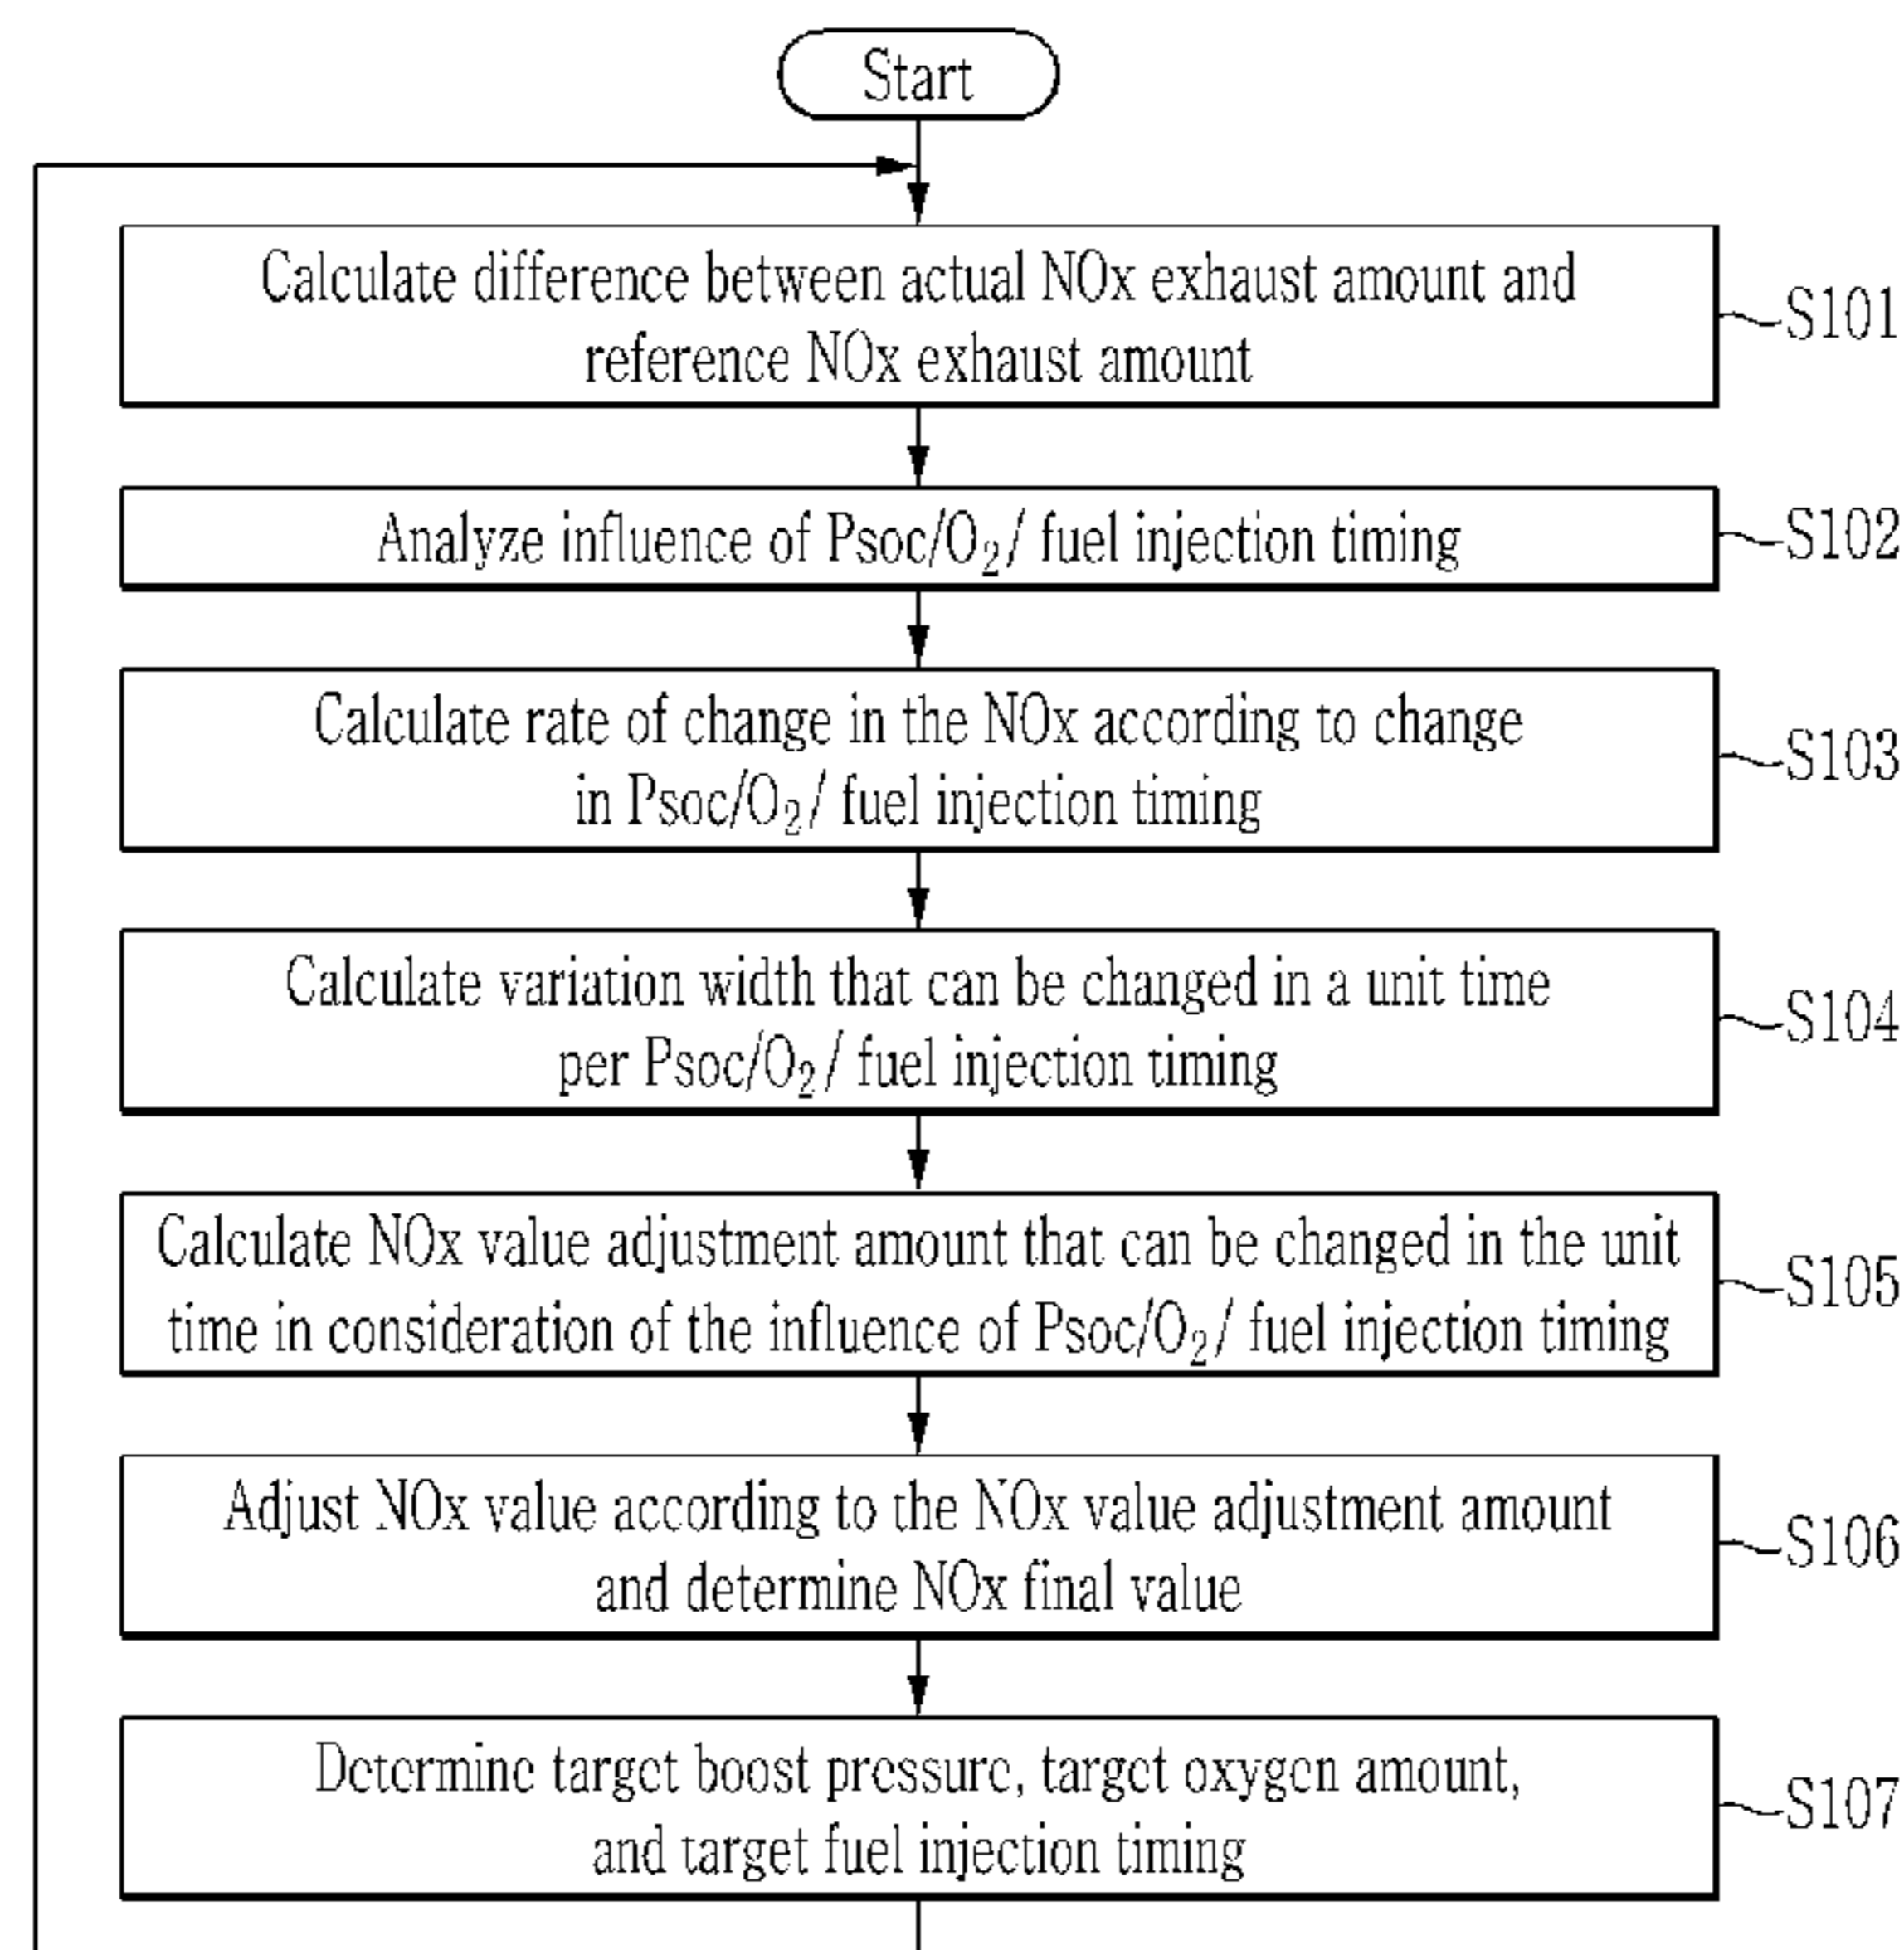 Start
Calculate difference between actual NOx exhaust amount and
reference NOx exhaust amount
S101
Analyze influence of Psoc/O₂/ fuel injection timing
S102
Calculate rate of change in the NOx according to change
in Psoc/O₂/ fuel injection timing
S103
Calculate variation width that can be changed in a unit time
per Psoc/O₂/ fuel injection timing
S104
Calculate NOx value adjustment amount that can be changed in the unit
time in consideration of the influence of Psoc/O₂/ fuel injection timing
S105
Adjust NOx value according to the NOx value adjustment amount
and determine NOx final value
S106
Determine target boost pressure, target oxygen amount,
and target fuel injection timing
S107